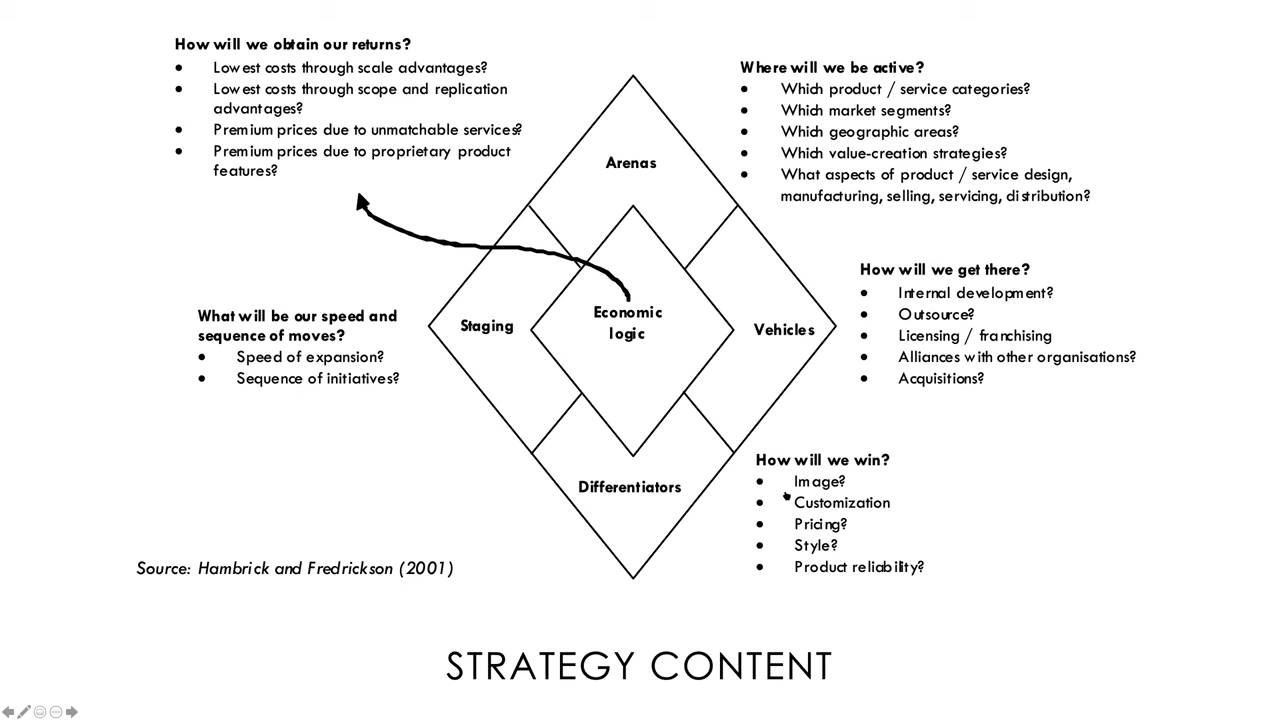 How will we obtain our returns?
• Lowest costs through scale advantages?
• Lowest costs through scope and replication
advantages?
• Premium prices due to unmatchable services?
• Premium prices due to proprietary product
features?
Where will we be active?
• Which product / service categories?
• Which market segments?
• Which geographic areas?
• Which value-creation strategies?
• What aspects of product / service design,
manufacturing, selling, servicing, distribution?
Arenas
How will we get there?
• Internal development?
• Outsource?
• Licensing / franchising
• Alliances with other organisations?
• Acquisitions?
What will be our speed and
sequence of moves?
• Speed of expansion?
• Sequence of initiatives?
Staging
Economic
logic
Vehicles
Differentiators
How will we win?
• Image?
• Customization
• Pricing?
• Style?
• Product reliability?
Source: Hambrick and Fredrickson (2001)
STRATEGY CONTENT